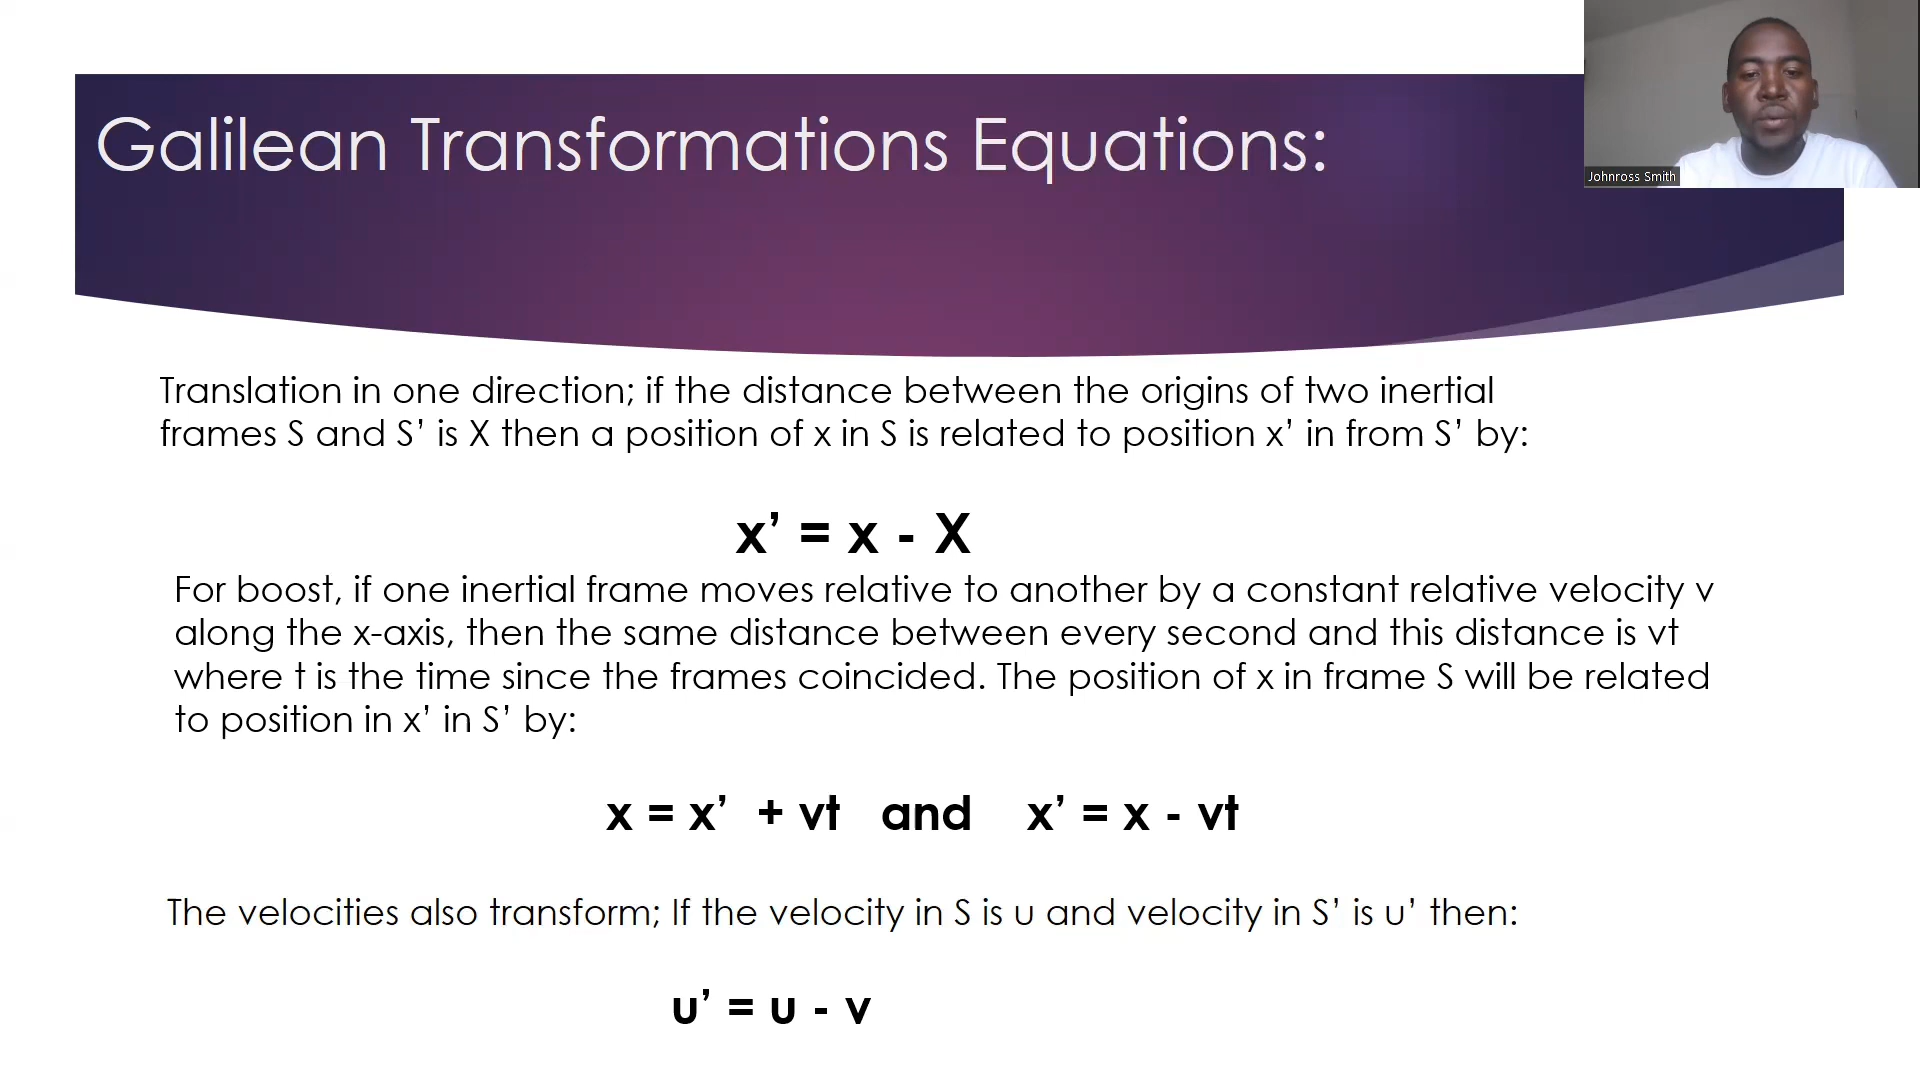 Galilean Transformations Equations:
Johnross Smith
Translation in one direction; if the distance between the origins of two inertial
frames S and S’ is X then a position of x in S is related to position x’ in from S’ by:
x’ = x - X
For boost, if one inertial frame moves relative to another by a constant relative velocity v
along the x-axis, then the same distance between every second and this distance is vt
where t is the time since the frames coincided. The position of x in frame S will be related
to position in x’ in S’ by:
x = x’ + vt and x’ = x - vt
The velocities also transform; If the velocity in S is u and velocity in S’ is u’ then:
u’ = u - v